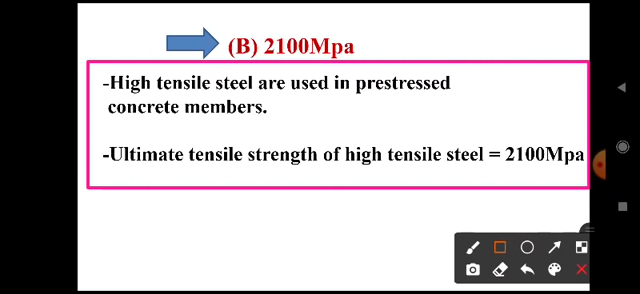 (B) 2100Mpa
-High tensile steel are used in prestressed
concrete members.
-Ultimate tensile strength of high tensile steel = 2100Mpa